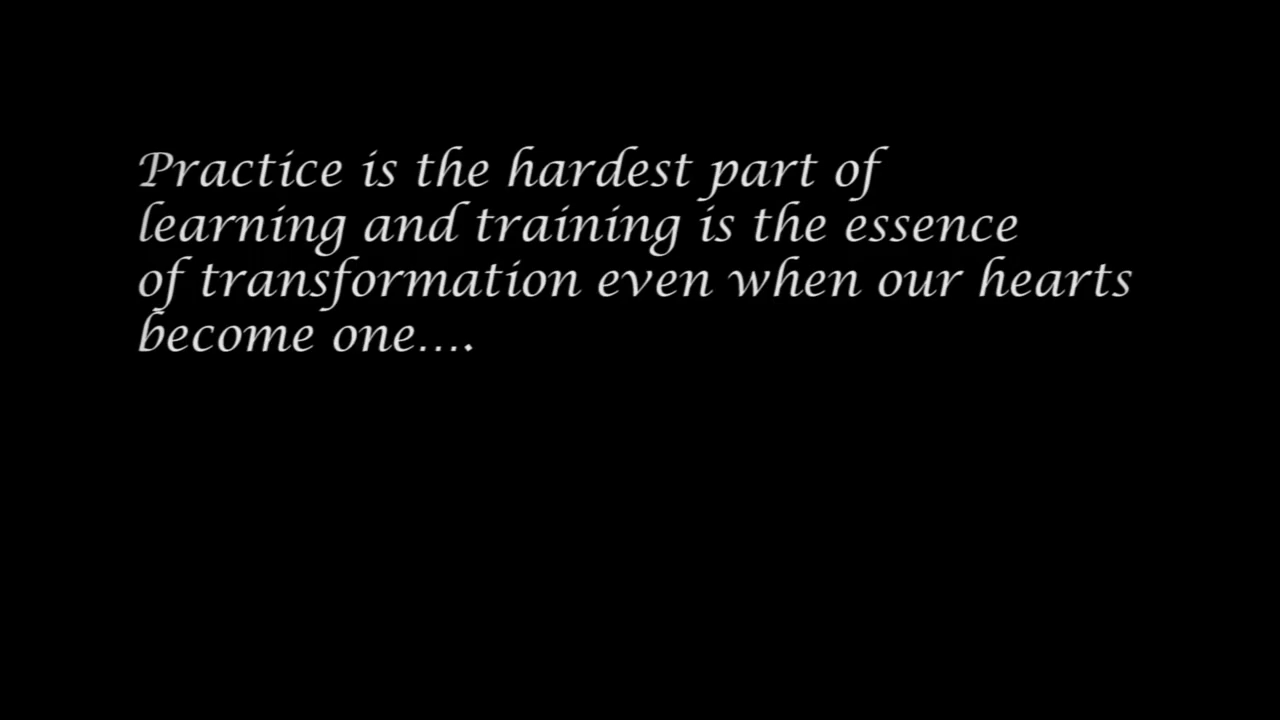 Practice is the hardest part of
learning and training is the essence
of transformation even when our hearts
become one….